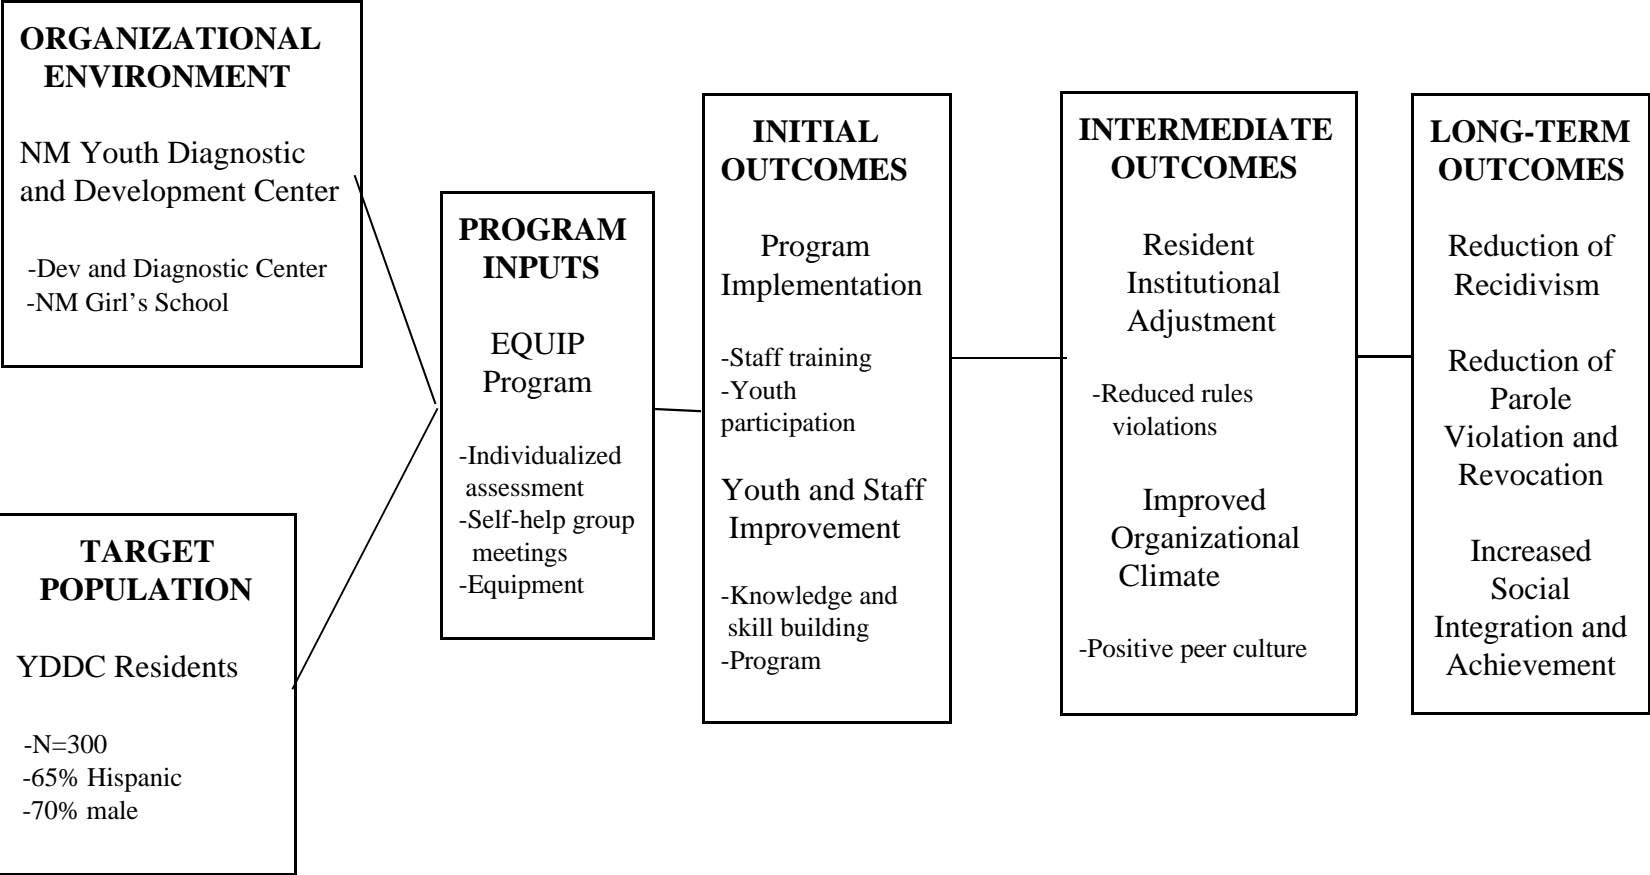 ORGANIZATIONAL
ENVIRONMENT
NM Youth Diagnostic
and Development Center
-Dev and Diagnostic Center
-NM Girl’s School
TARGET
POPULATION
YDDC Residents
-N=300
-65% Hispanic
-70% male
PROGRAM
INPUTS
EQUIP
Program
-Individualized
assessment
-Self-help group
meetings
-Equipment
INITIAL
OUTCOMES
Program
Implementation
-Staff training
-Youth
participation
Youth and Staff
Improvement
-Knowledge and
skill building
-Program
INTERMEDIATE
OUTCOMES
Resident
Institutional
Adjustment
-Reduced rules
violations
Improved
Organizational
Climate
-Positive peer culture
LONG-TERM
OUTCOMES
Reduction of
Recidivism
Reduction of
Parole
Violation and
Revocation
Increased
Social
Integration and
Achievement